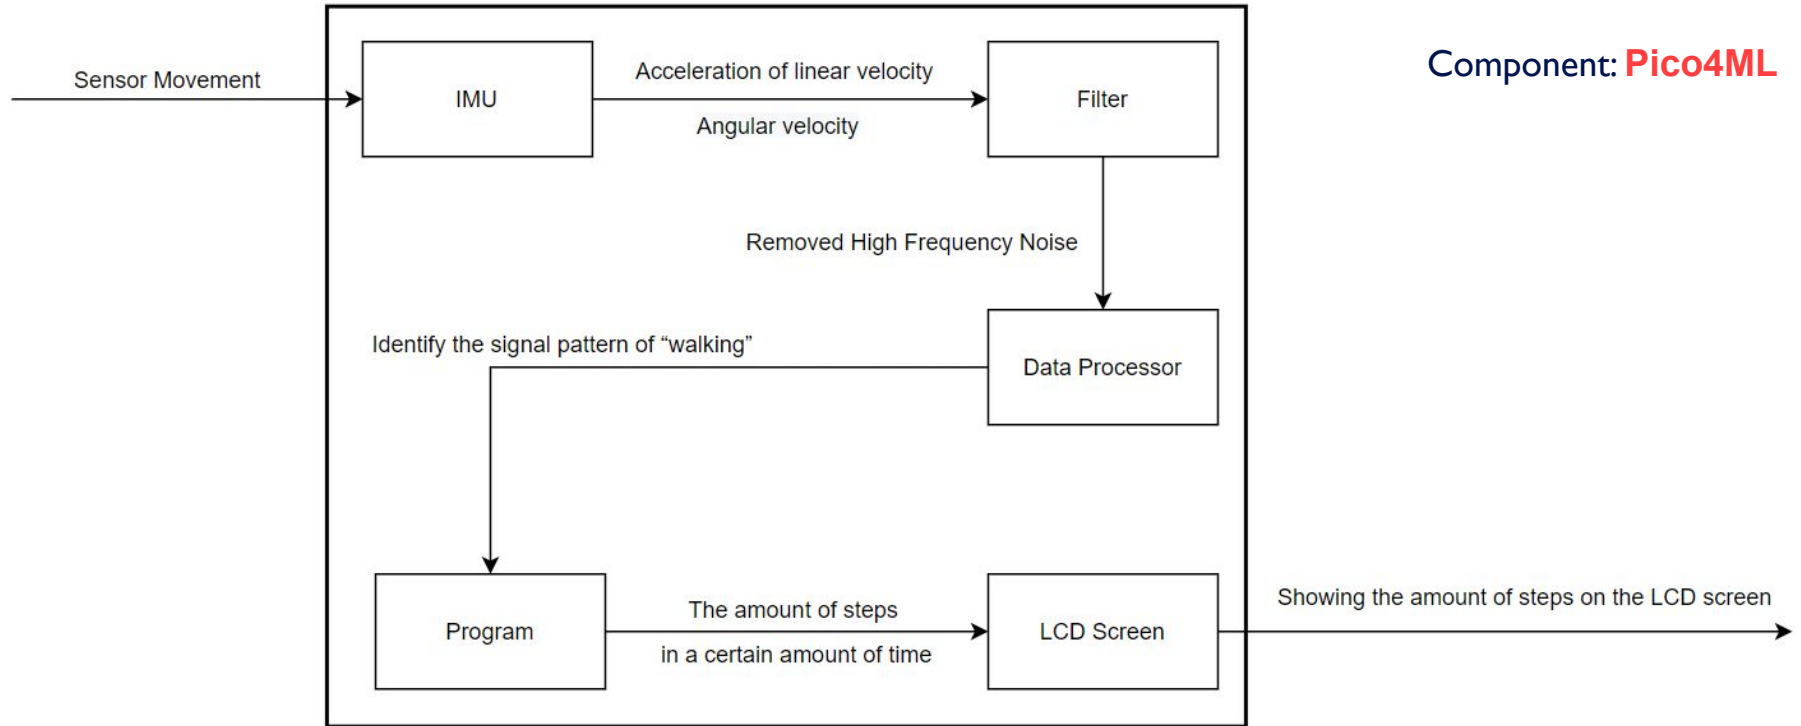 Component: Pico4ML
Sensor Movement
IMU
Acceleration of linear velocity
Angular velocity
Filter
Removed High Frequency Noise
Identify the signal pattern of “walking”
Data Processor
Program
The amount of steps
in a certain amount of time
LCD Screen
Showing the amount of steps on the LCD screen